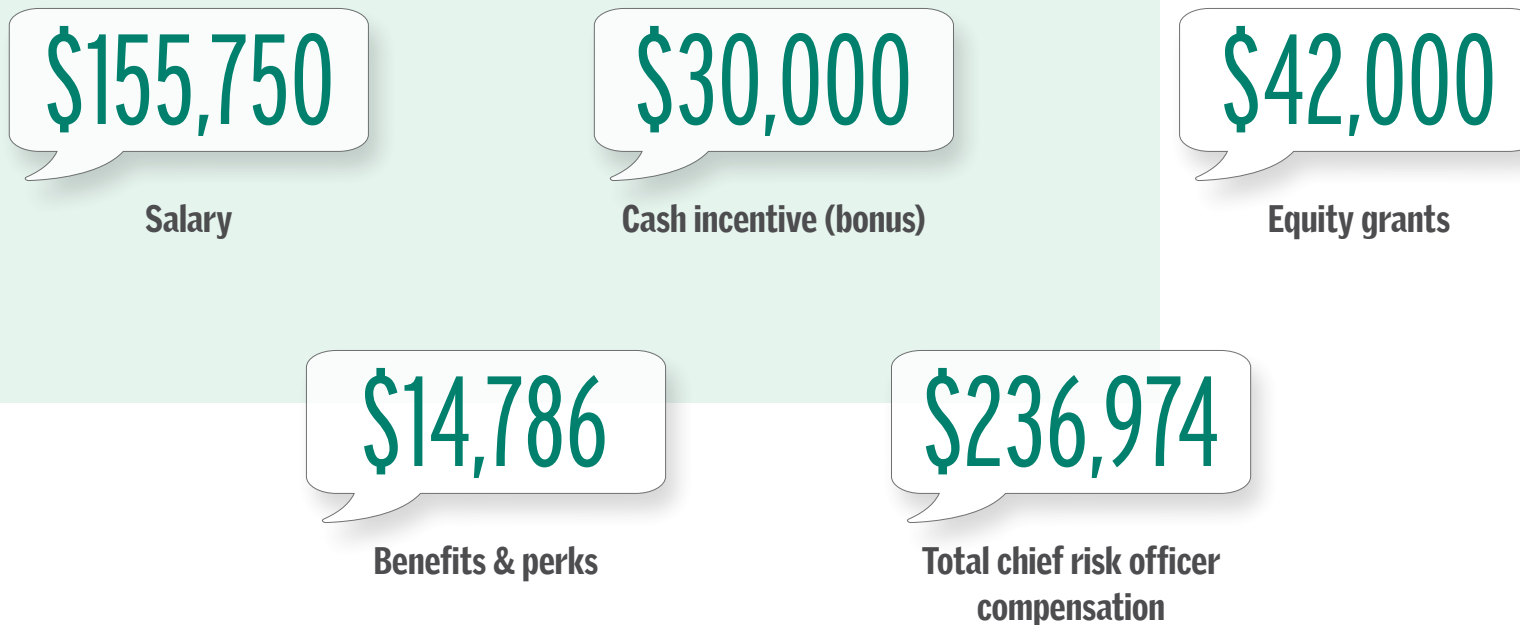 $155,750
Salary
$30,000
Cash incentive (bonus)
$42,000
Equity grants
$14,786
Benefits & perks
$236,974
Total chief risk officer
compensation